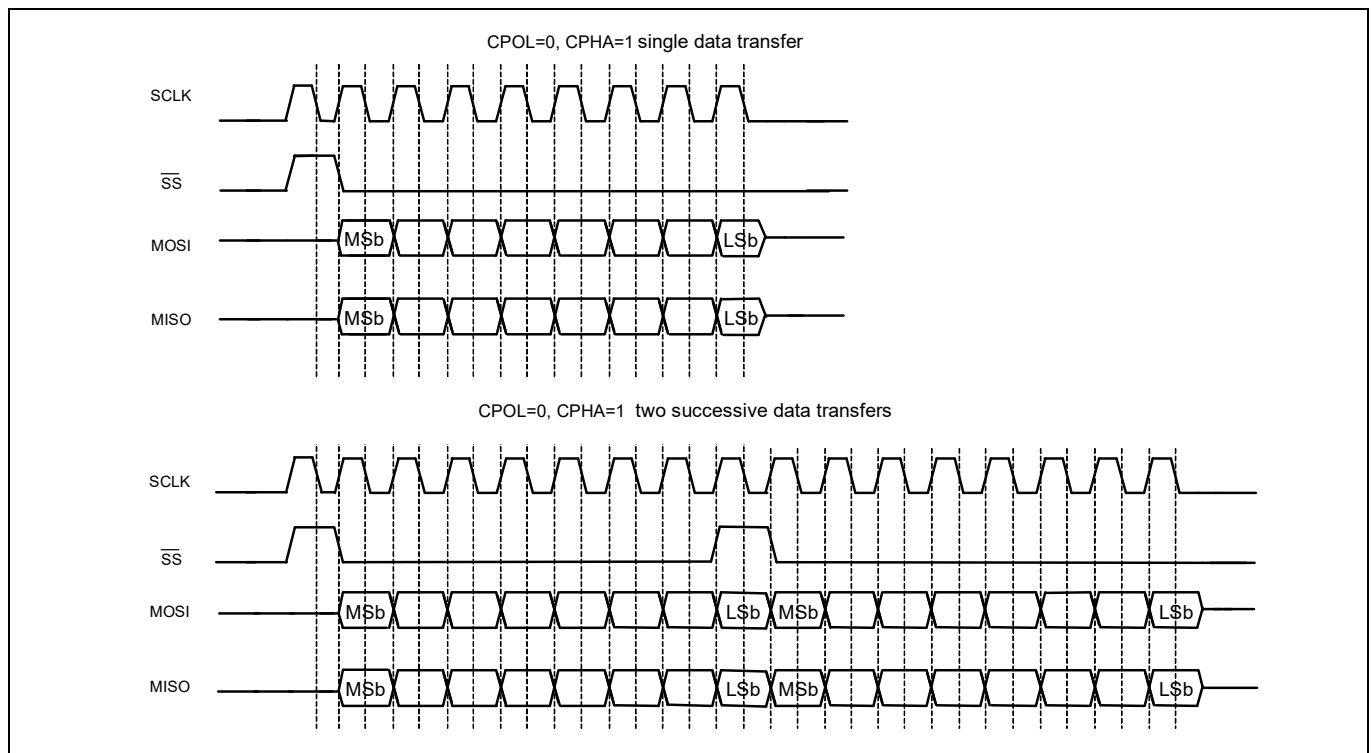 CPOL=0, CPHA=1 single data transfer
SCLK
SS
MOSI
MSb
LSb
MISO
MSb
LSb
CPOL=0, CPHA=1 two successive data transfers
SCLK
SS
MOSI
MSb
LSb
MSb
LSb
MISO
MSb
LSb
MSb
LSb